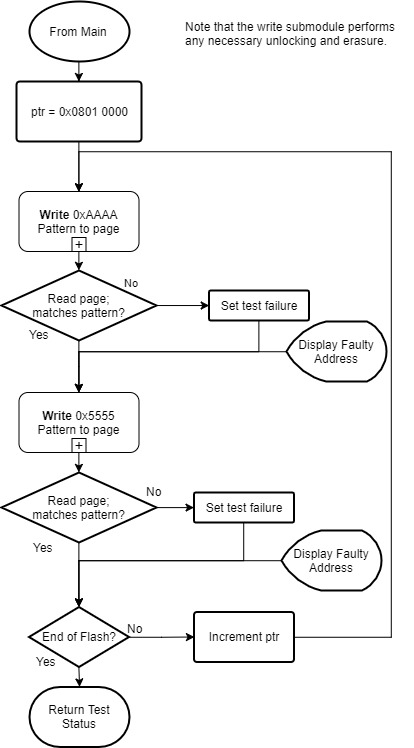 From Main
Note that the write submodule performs
any necessary unlocking and erasure.
ptr = 0x0801 0000
Write 0xAAAA
Pattern to page
+
No
Read page;
matches pattern?
Set test failure
Yes
Display Faulty
Address
Write 0x5555
Pattern to page
+
No
Read page;
matches pattern?
Set test failure
Yes
Display Faulty
Address
No
End of Flash?
Increment ptr
Yes
Return Test
Status